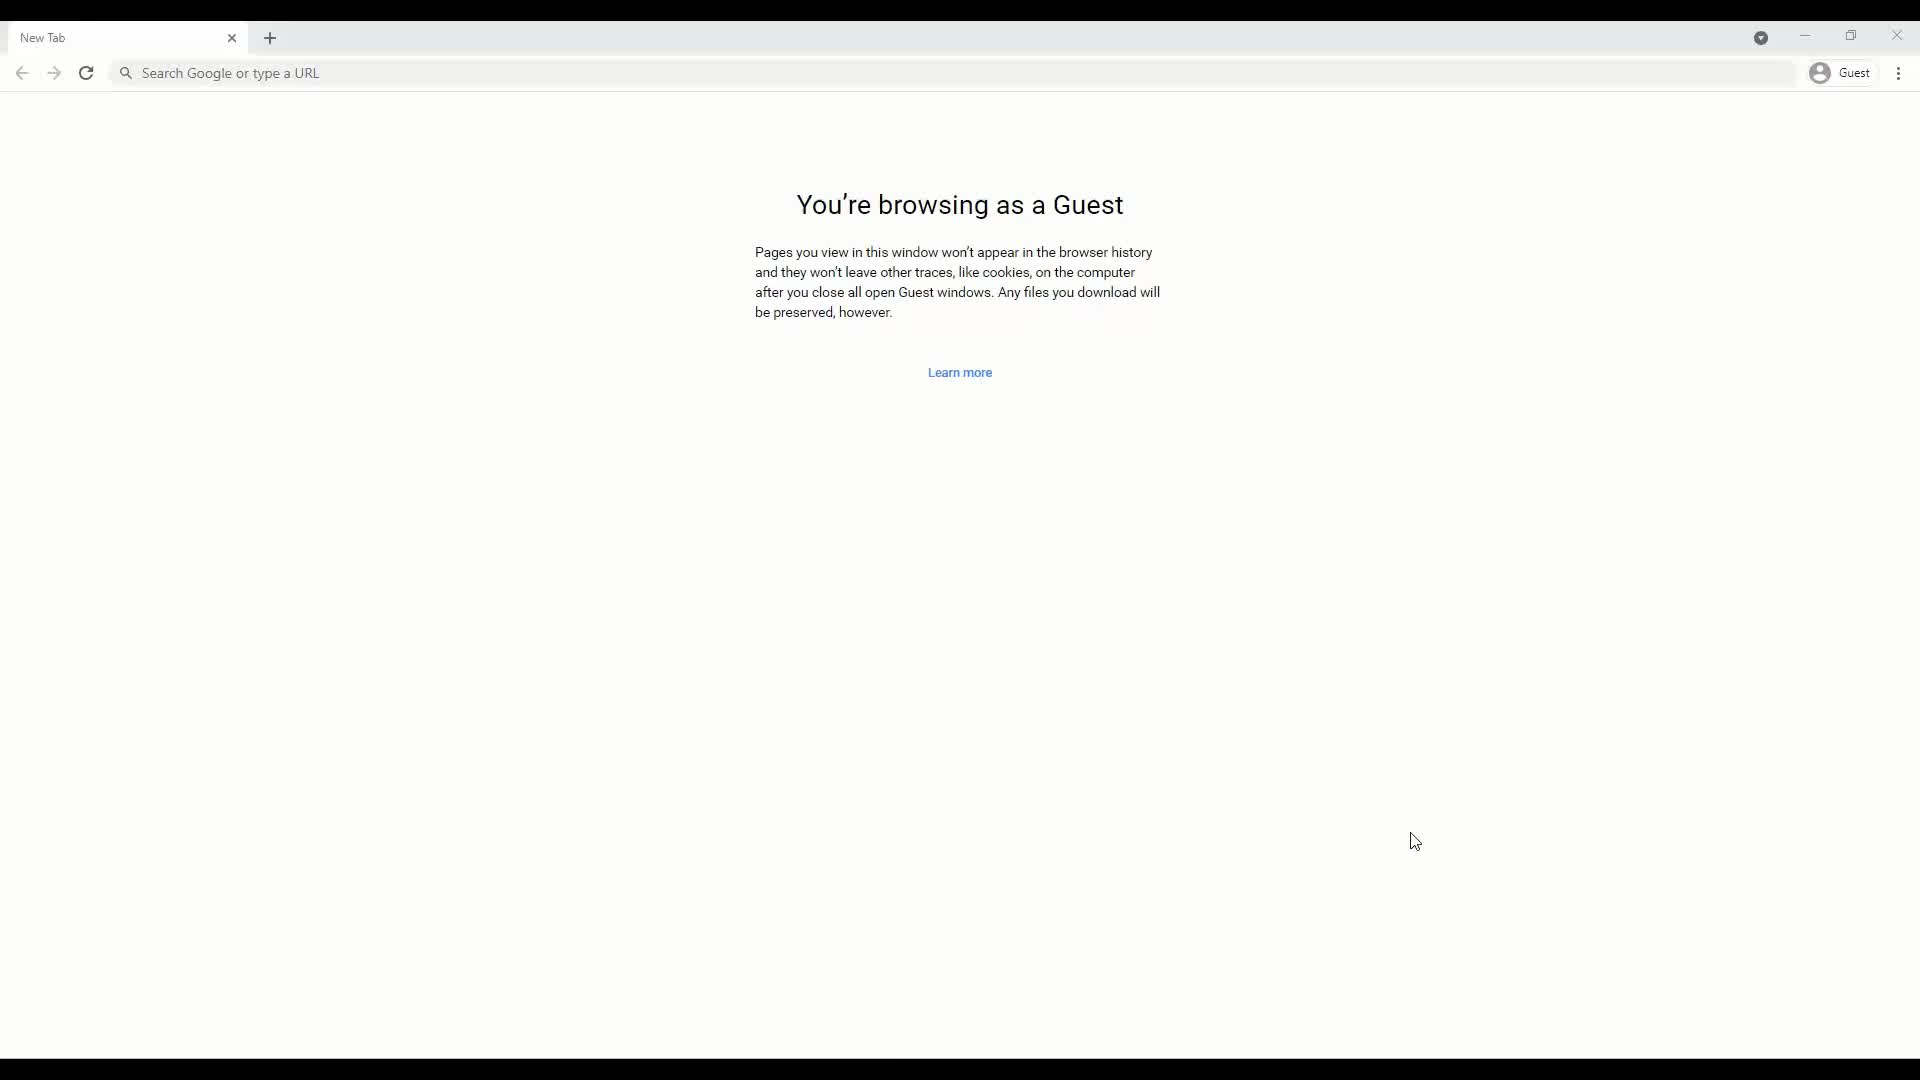 New Tab
Search Google or type a URL
Guest
You’re browsing as a Guest
Pages you view in this window won’t appear in the browser history
and they won’t leave other traces, like cookies, on the computer
after you close all open Guest windows. Any files you download will
be preserved, however.
Learn more